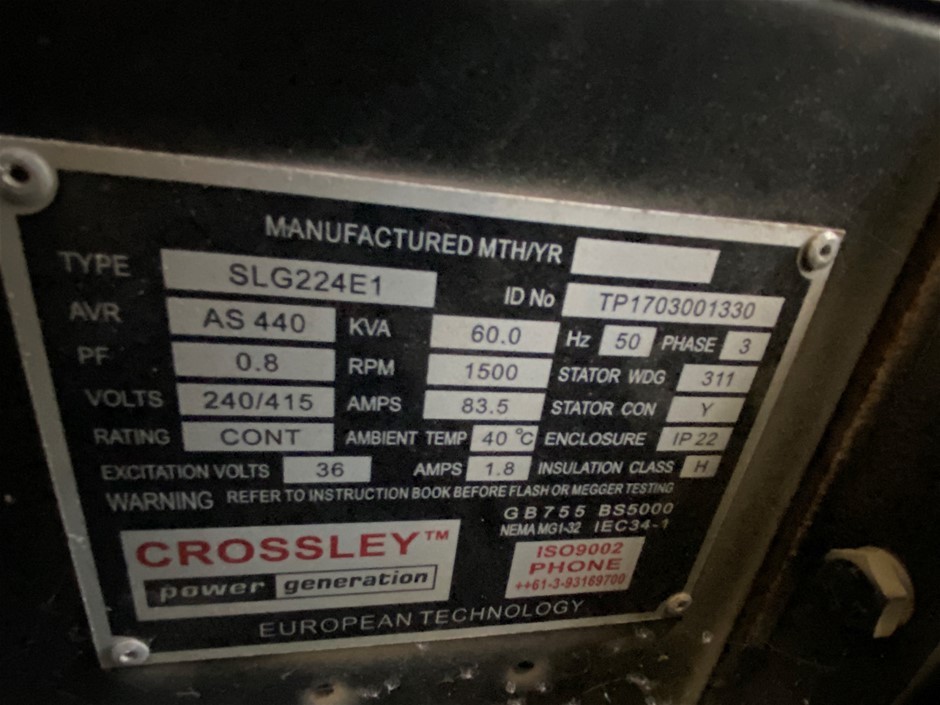 MANUFACTURED MTH/YR
TYPE SLG224E1 ID No TP1703001330
AVR AS 440 KVA 60.0 Hz 50 PHASE 3
PF 0.8 RPM 1500 STATOR WDG 311
VOLTS 240/415 AMPS 83.5 STATOR CON Y
RATING CONT AMBIENT TEMP 40 °C ENCLOSURE IP 22
EXCITATION VOLTS 36 AMPS 1.8 INSULATION CLASS H
WARNING REFER TO INSTRUCTION BOOK BEFORE FLASH OR MEGGER TESTING
GB755 BS5000
NEMA MG1-32 IEC34-1
CROSSLEY™
power generation
ISO9002
PHONE
++61-3-93169700
EUROPEAN TECHNOLOGY